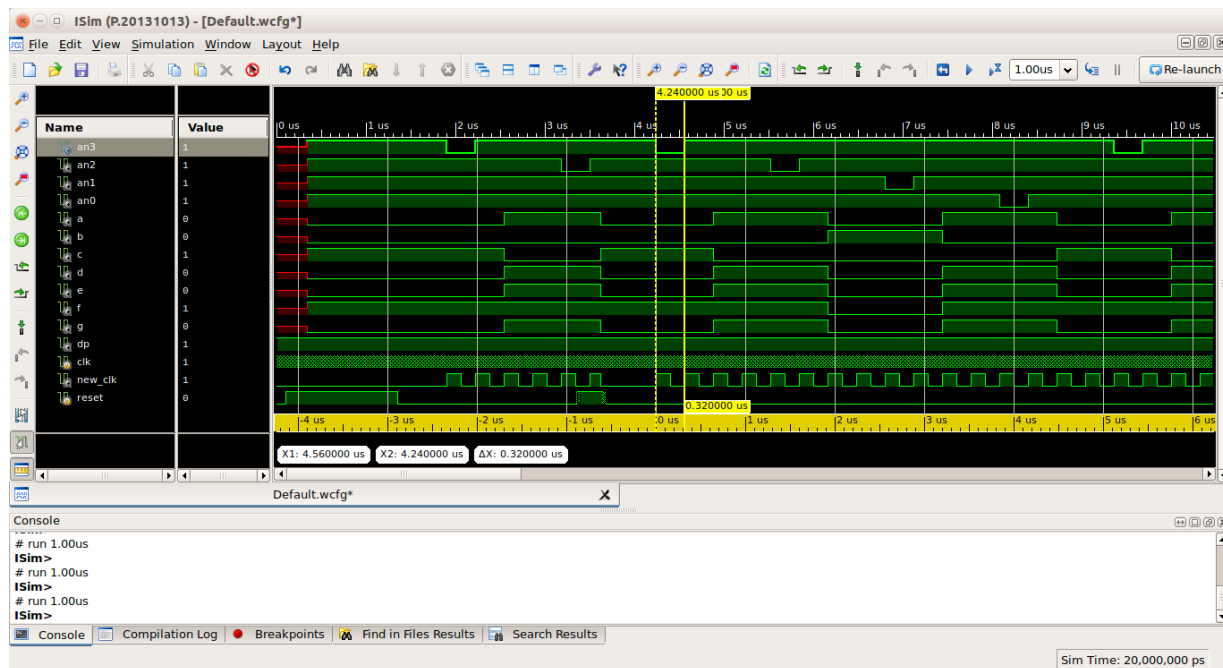 ISim (P.20131013) - [Default.wcfg*]
File Edit View Simulation Window Layout Help
1.00us Re-launch
4.240000 us
Name Value
0 us 1 us 2 us 3 us 5 us 6 us 7 us 8 us 9 us 10 us
an3 1
an2 1
an1 1
an0 1
a 0
b 0
c 1
d 0
e 0
f 1
g 0
dp 1
clk 1
new_clk 1
reset 0
0.320000 us
-4 us -3 us -2 us -1 us 0 us 1 us 2 us 3 us 4 us 5 us 6 us
X1: 4.560000 us X2: 4.240000 us ΔX: 0.320000 us
Default.wcfg*
Console
# run 1.00us
ISim>
# run 1.00us
ISim>
# run 1.00us
ISim>
Console Compilation Log Breakpoints Find in Files Results Search Results
Sim Time: 20,000,000 ps